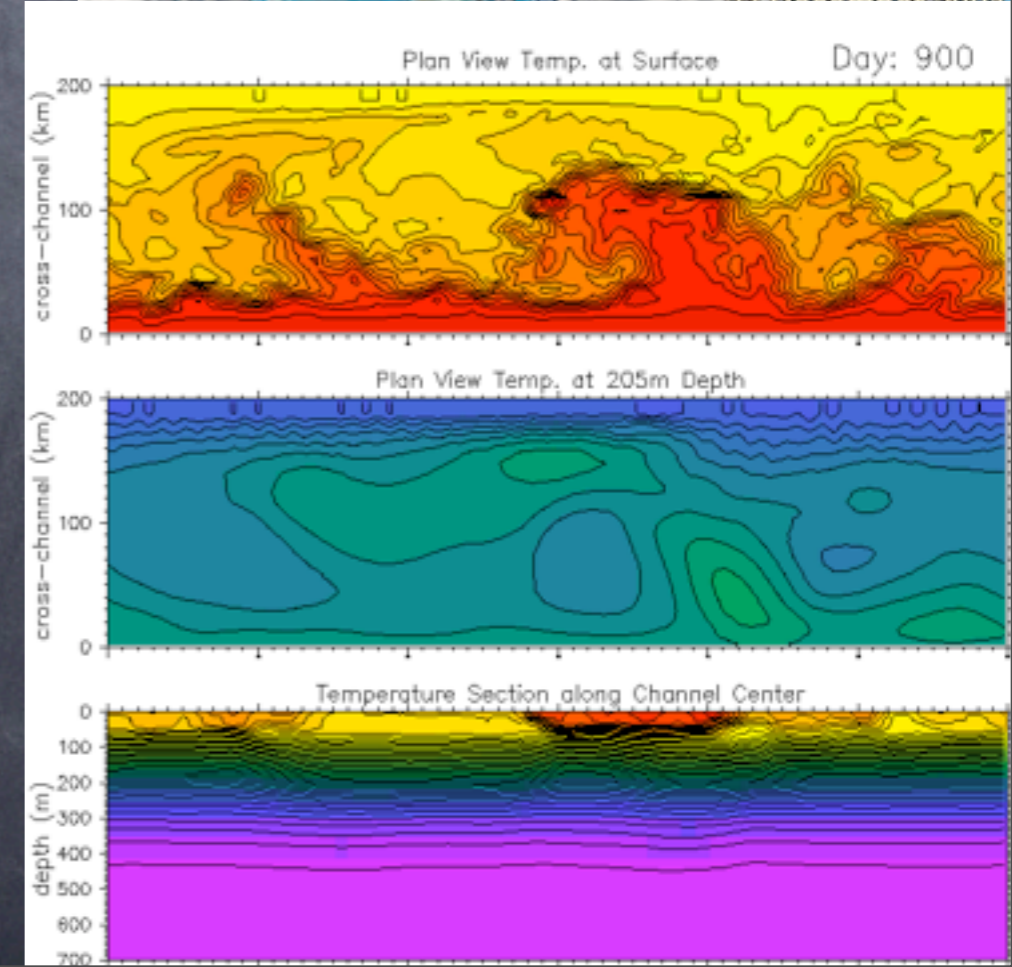 Plan View Temp. at Surface
Day: 900
200
100
0
cross-channel (km)
Plan View Temp. at 205m Depth
200
100
0
cross-channel (km)
Temperature Section along Channel Center
0
100
200
300
400
500
600
700
depth (m)